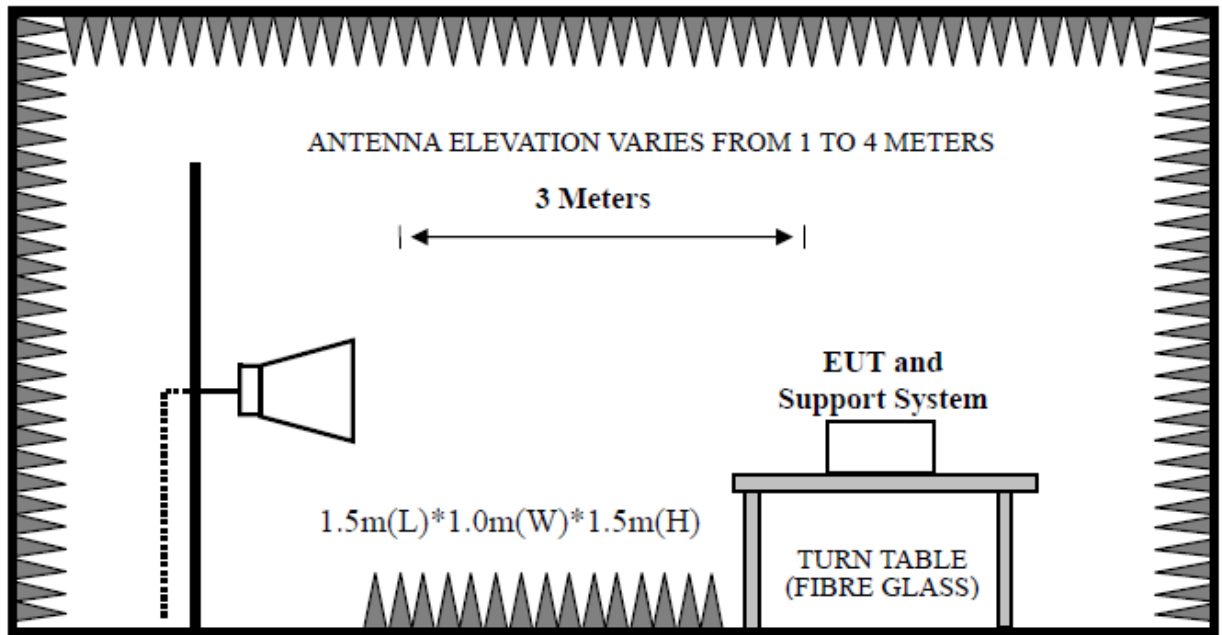 ANTENNA ELEVATION VARIES FROM 1 TO 4 METERS
3 Meters
EUT and
Support System
1.5m(L)*1.0m(W)*1.5m(H)
TURN TABLE
(FIBRE GLASS)